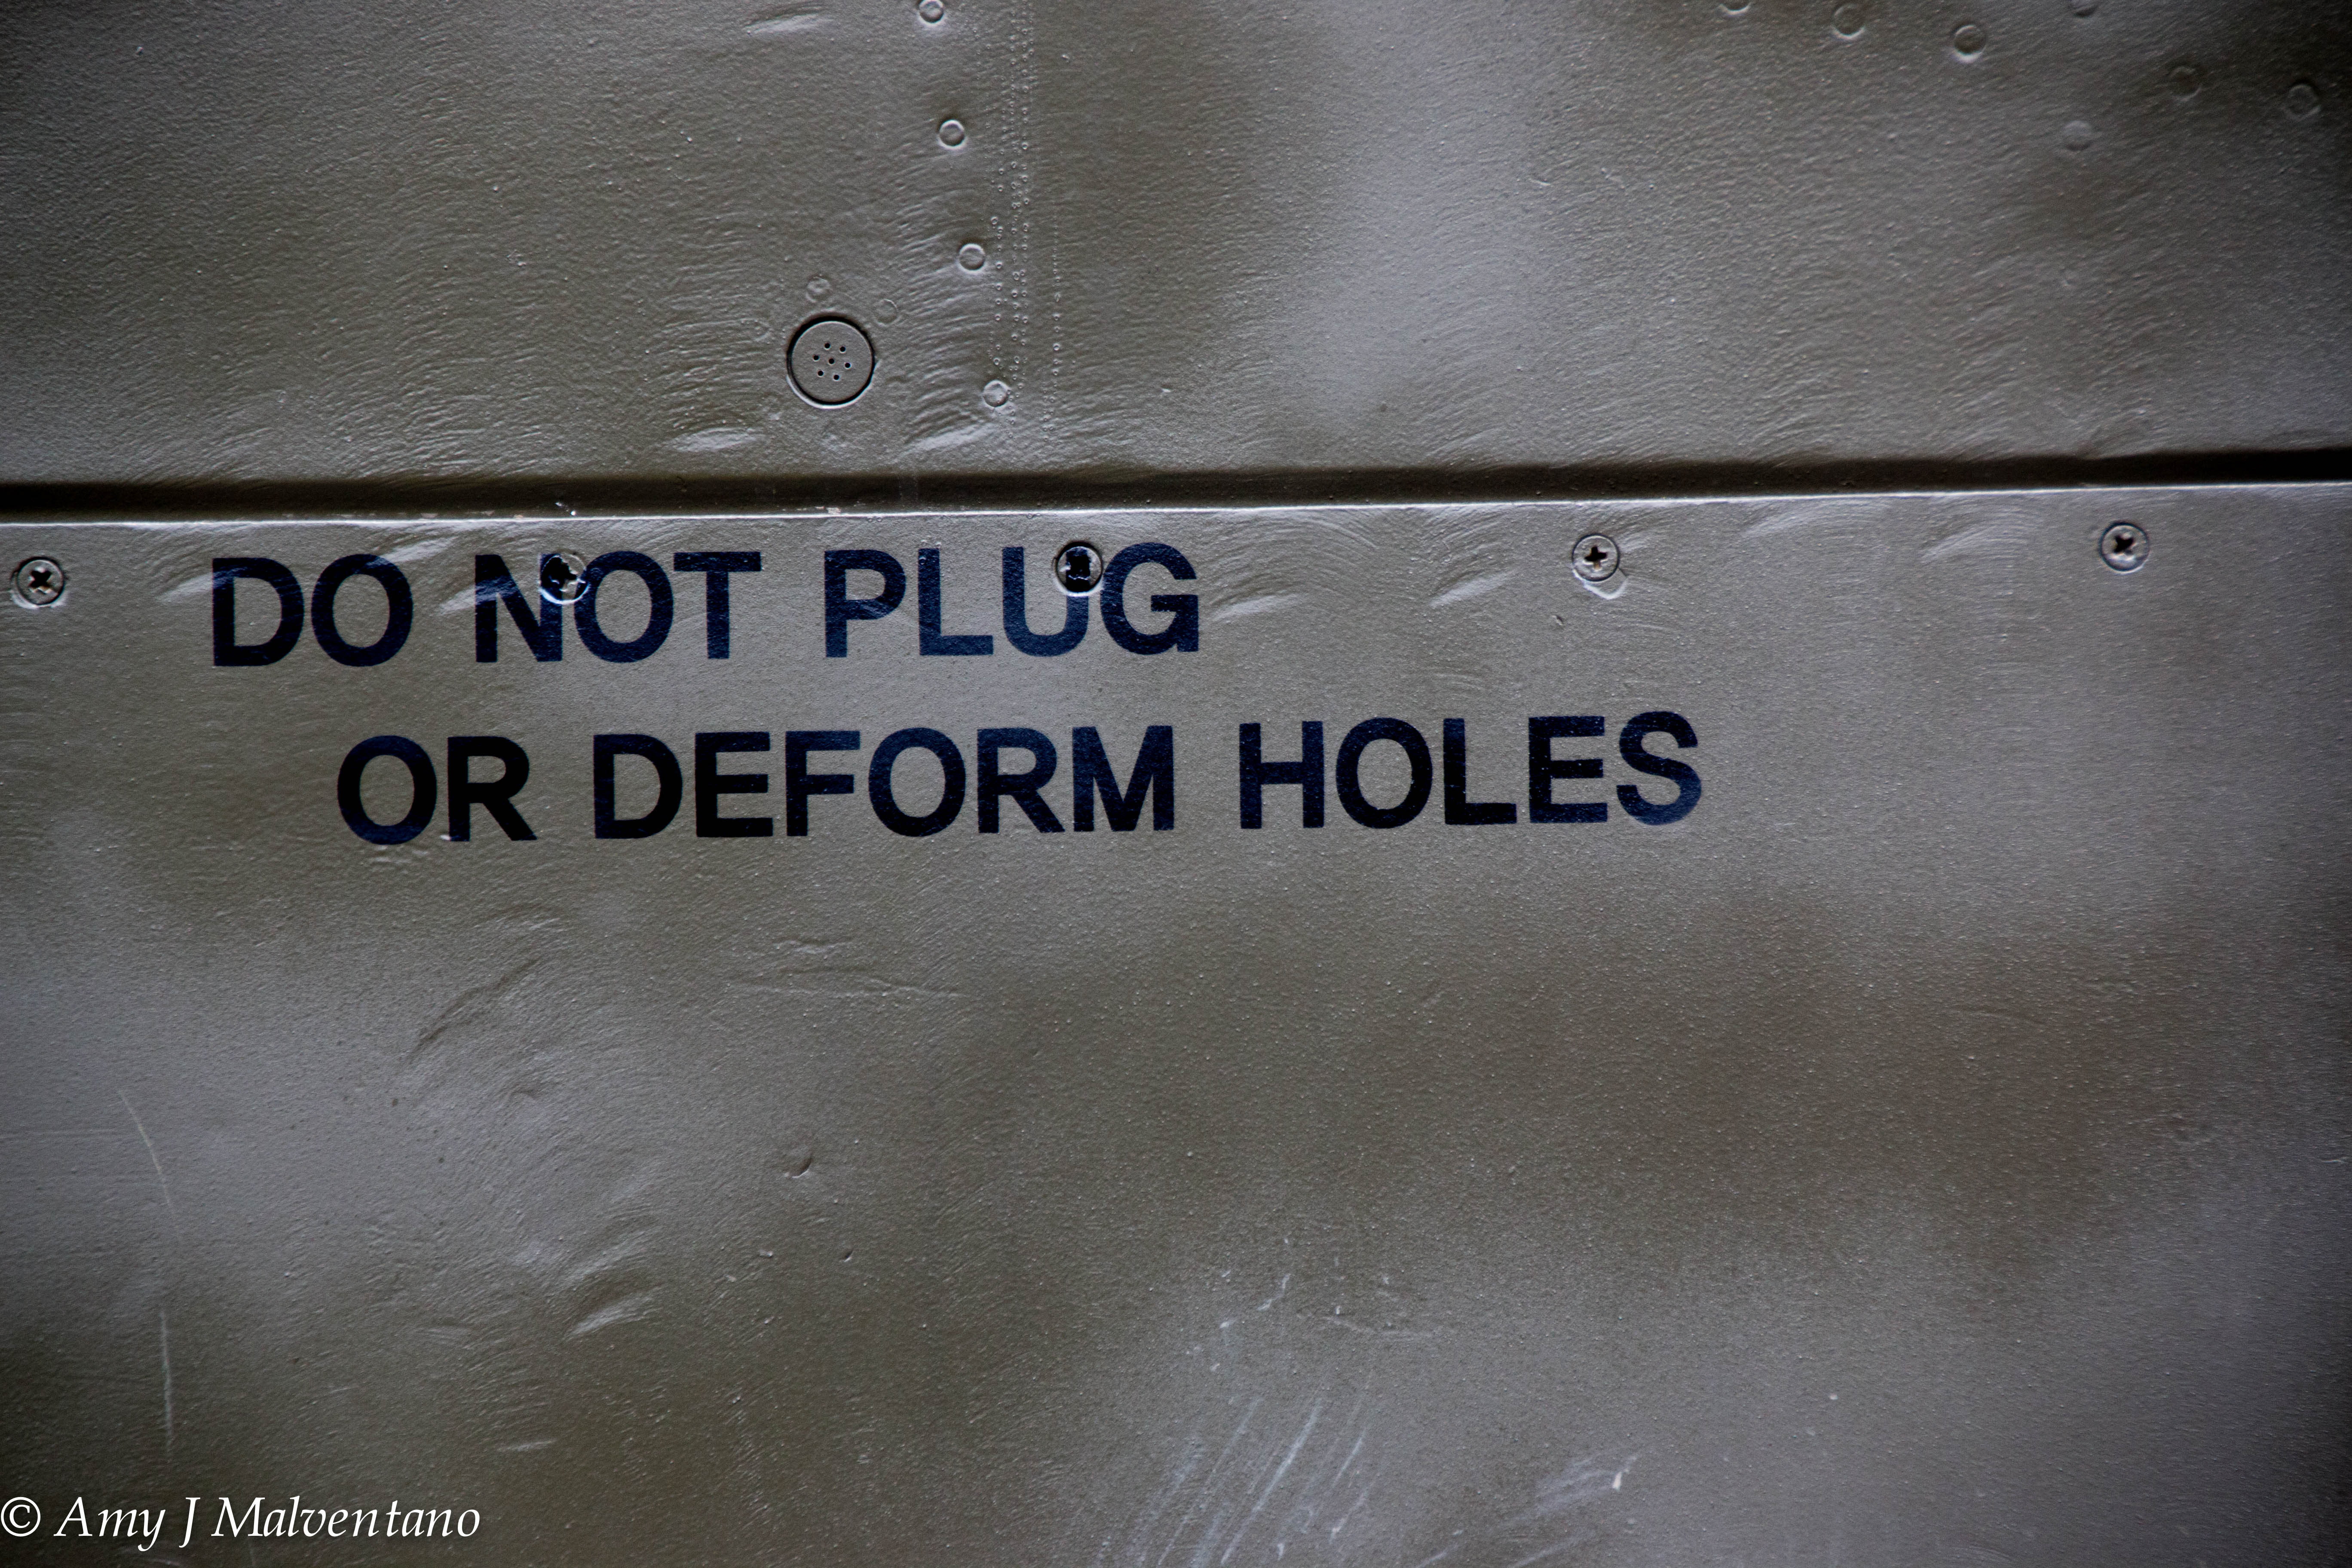 DO NOT PLUG
OR DEFORM HOLES
© Amy J Malventano